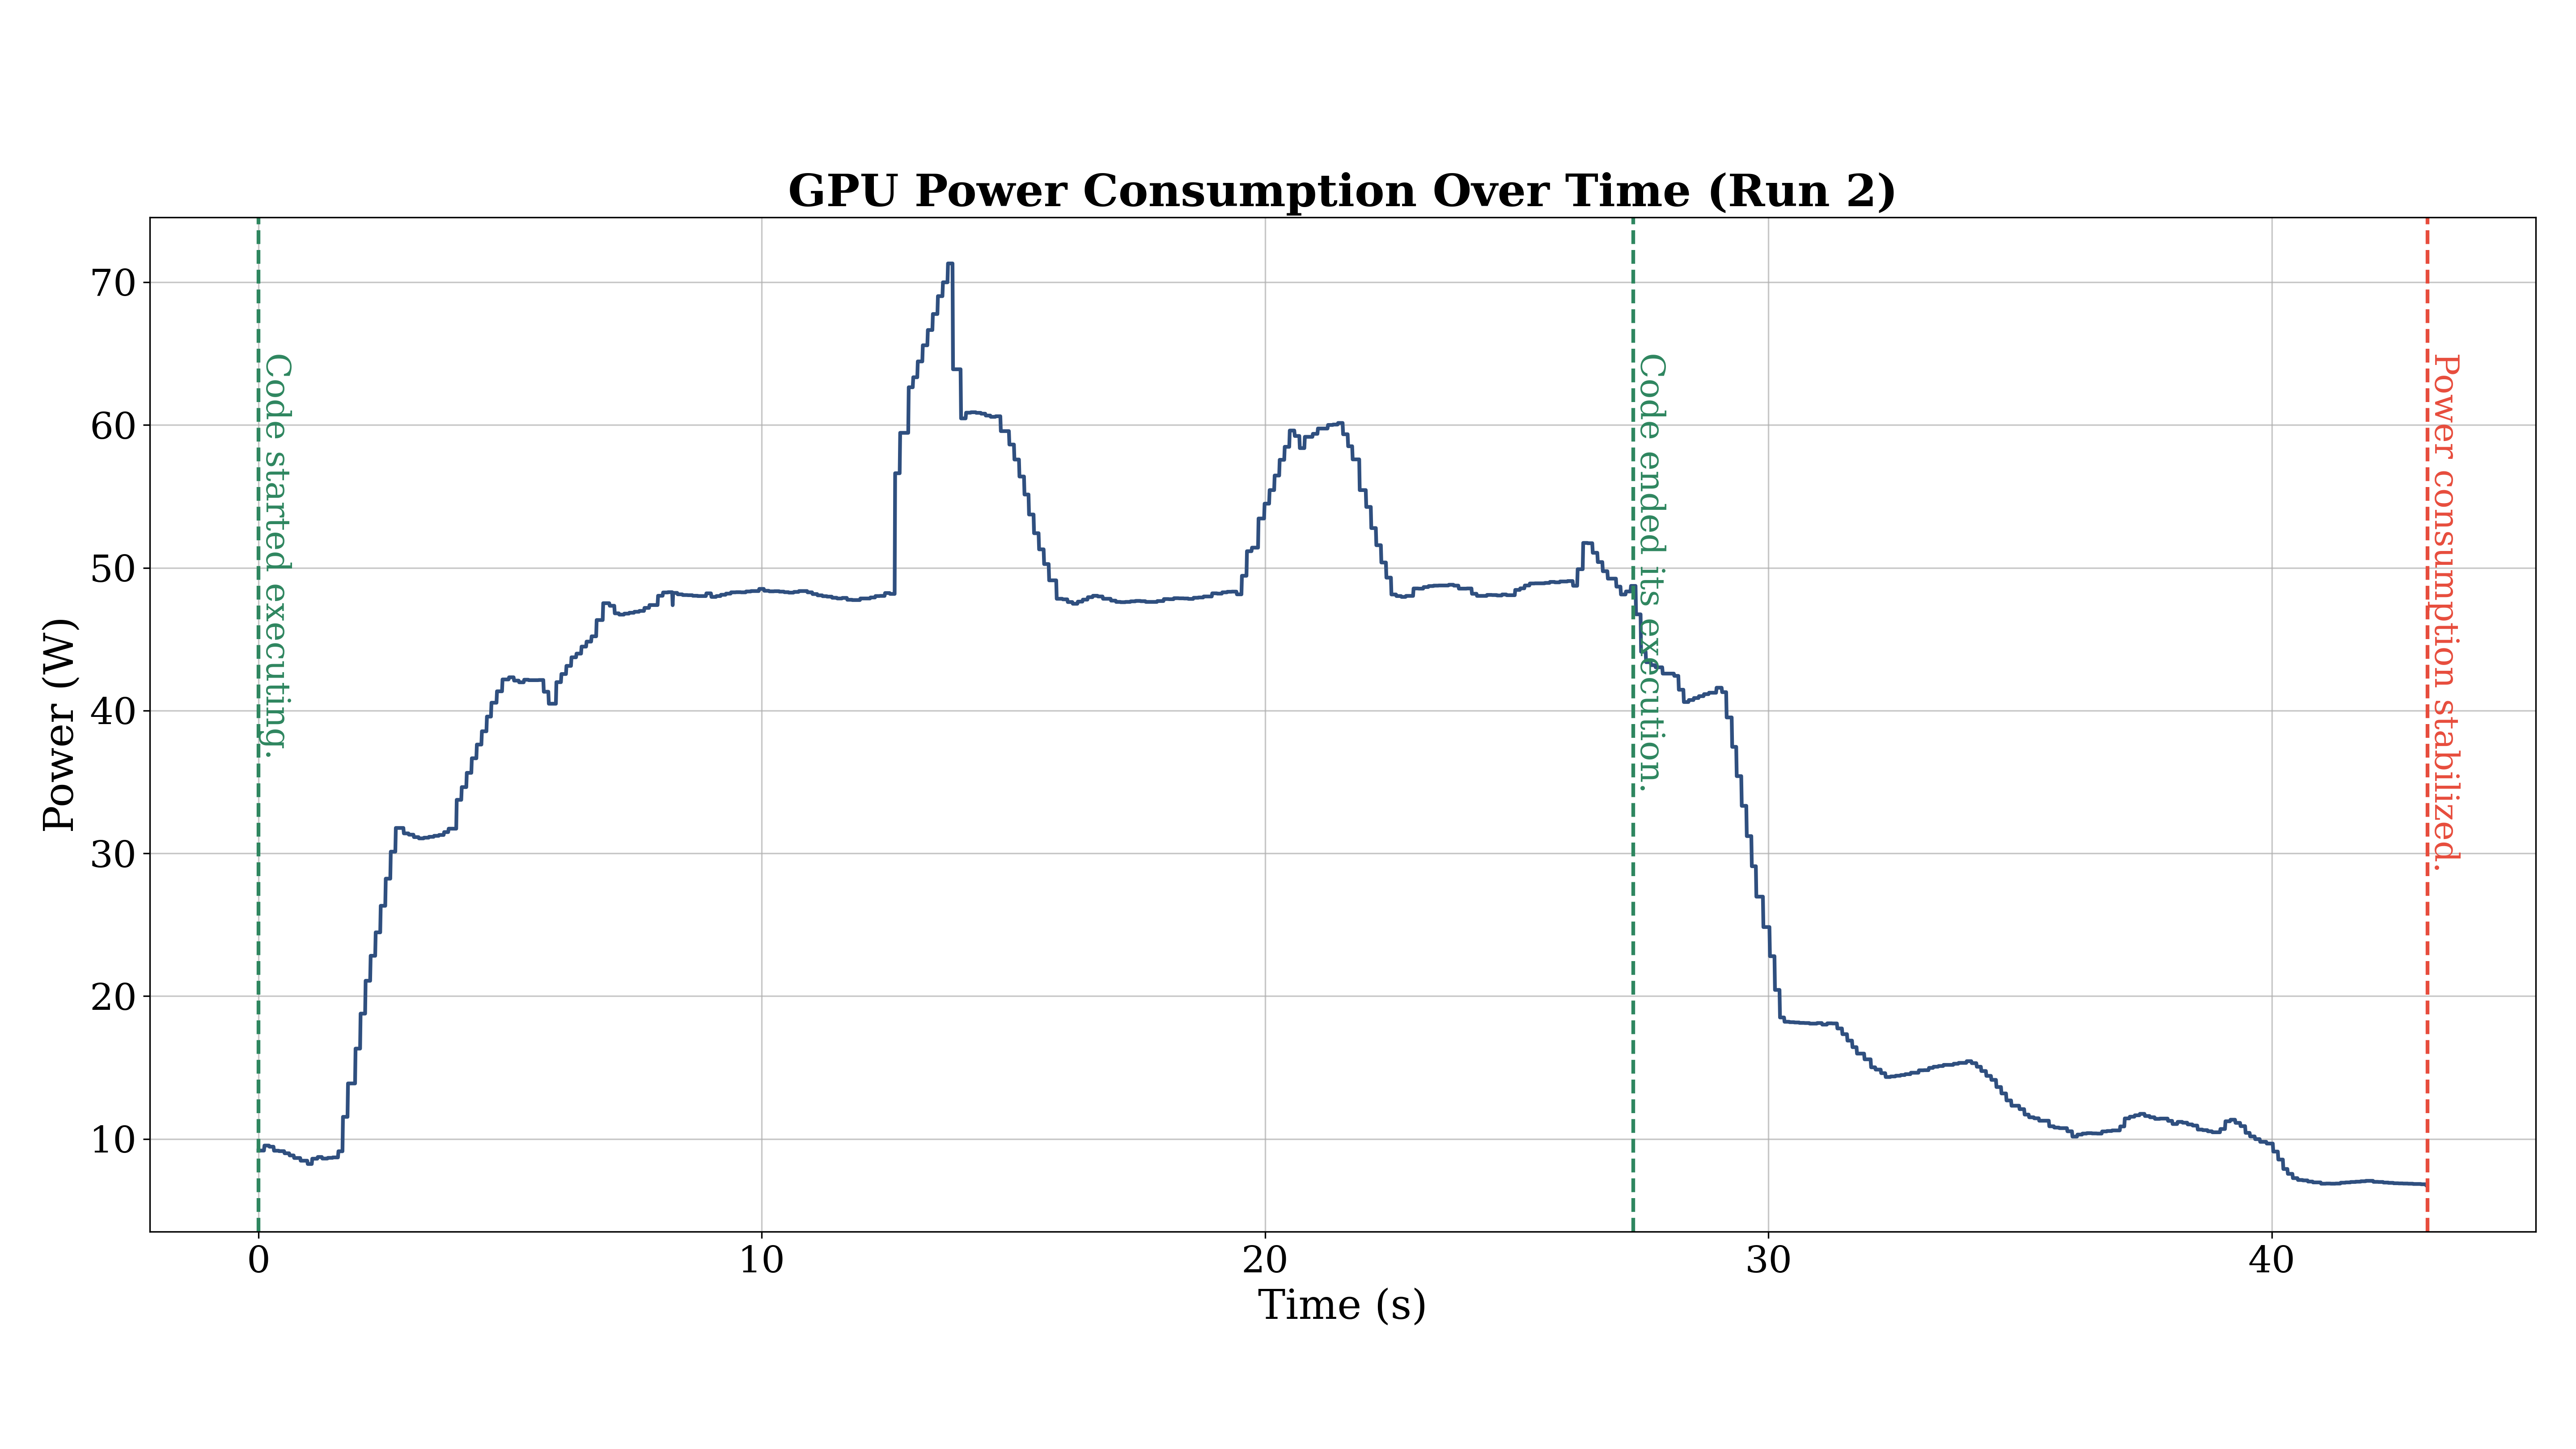 GPU Power Consumption Over Time (Run 2)
Power (W)
70
60
50
40
30
20
10
Code started executing.
Code ended its execution.
Power consumption stabilized.
0
10
20
30
40
Time (s)